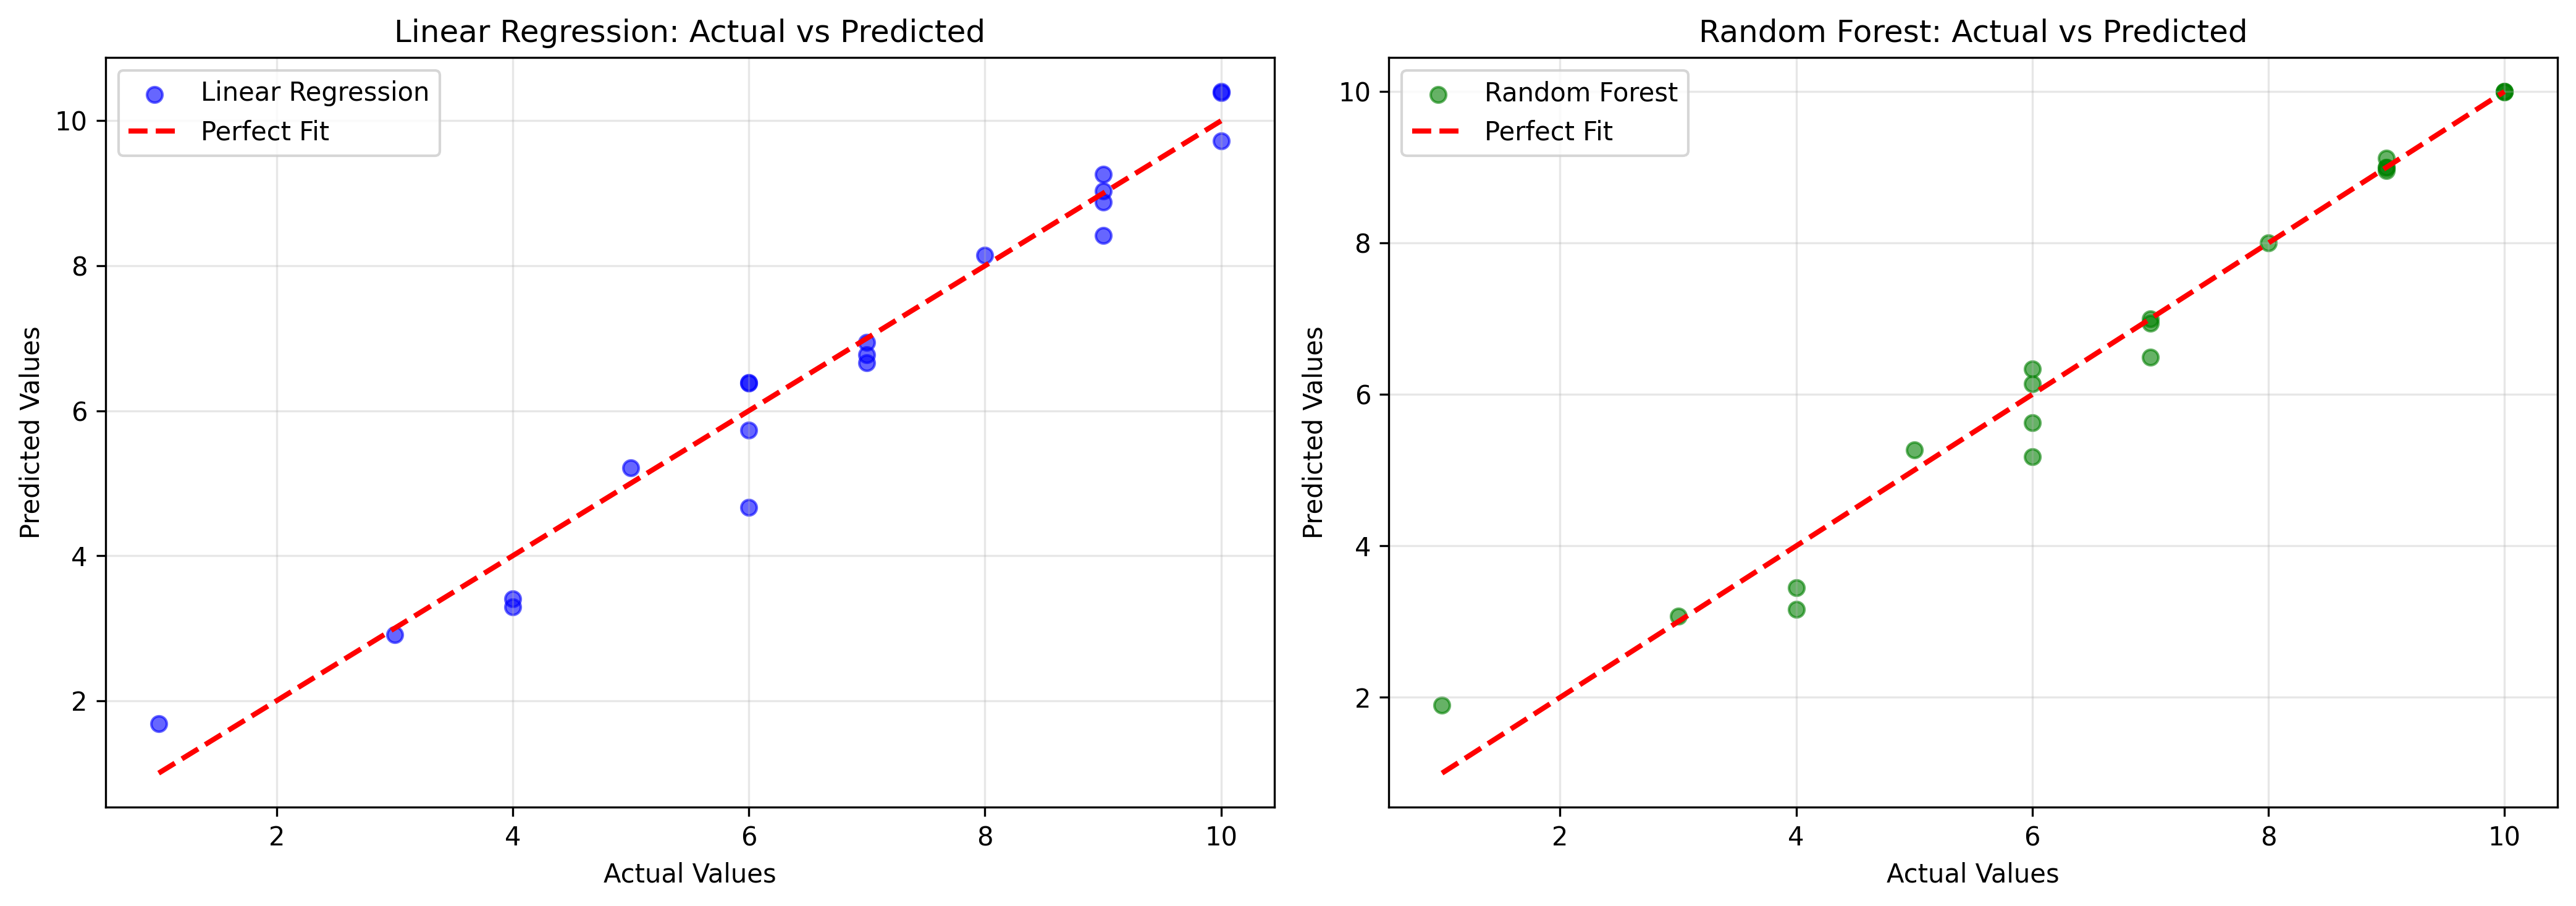 Linear Regression: Actual vs Predicted
Linear Regression
Perfect Fit
10
8
6
4
2
Predicted Values
2 4 6 8 10
Actual Values
Random Forest: Actual vs Predicted
Random Forest
Perfect Fit
10
8
6
4
2
Predicted Values
2 4 6 8 10
Actual Values